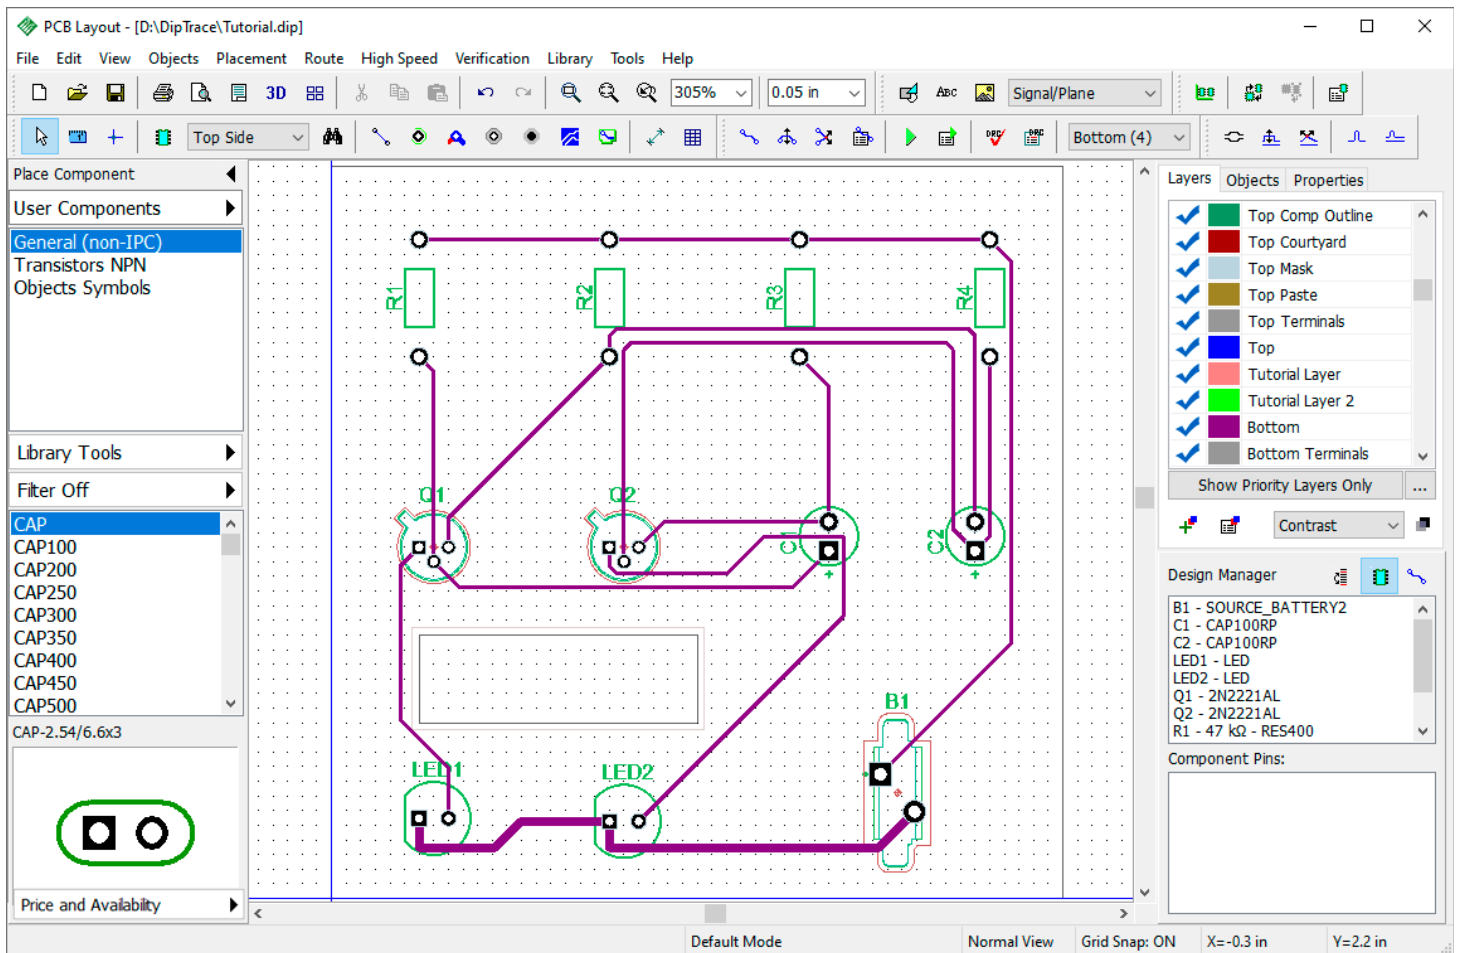 PCB Layout - [D:\DipTrace\Tutorial.dip]
File Edit View Objects Placement Route High Speed Verification Library Tools Help
3D 305% 0.05 in ABC Signal/Plane
Top Side DRC DRC Bottom (4)
Place Component
User Components
General (non-IPC)
Transistors NPN
Objects Symbols
Library Tools
Filter Off
CAP
CAP100
CAP200
CAP250
CAP300
CAP350
CAP400
CAP450
CAP500
CAP-2.54/6.6x3
Price and Availability
R1 R2 R3 R4
Q1 Q2
C1 C2
+ +
B1
LED1 LED2
Layers Objects Properties
Top Comp Outline
Top Courtyard
Top Mask
Top Paste
Top Terminals
Top
Tutorial Layer
Tutorial Layer 2
Bottom
Bottom Terminals
Show Priority Layers Only ...
Contrast
Design Manager
B1 - SOURCE_BATTERY2
C1 - CAP100RP
C2 - CAP100RP
LED1 - LED
LED2 - LED
Q1 - 2N2221AL
Q2 - 2N2221AL
R1 - 47 kΩ - RES400
Component Pins:
Default Mode Normal View Grid Snap: ON X=-0.3 in Y=2.2 in